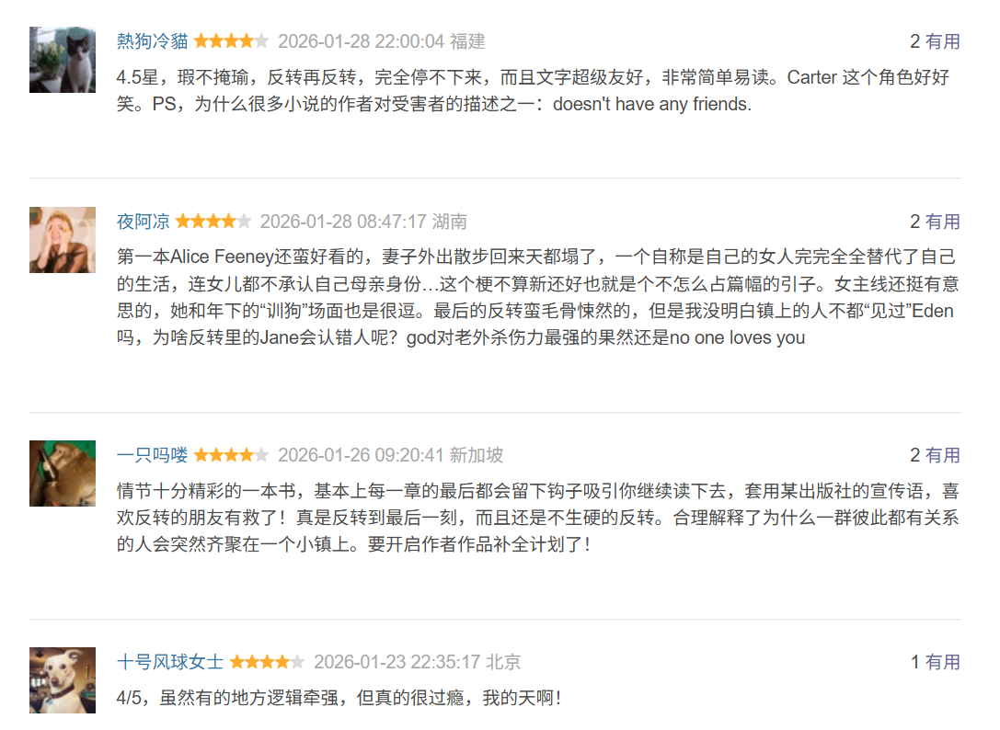 熱狗冷貓 2026-01-28 22:00:04 福建 2 有用
4.5星，瑕不掩瑜，反转再反转，完全停不下来，而且文字超级友好，非常简单易读。Carter 这个角色好好
笑。PS，为什么很多小说的作者对受害者的描述之一：doesn't have any friends.
夜阿凉 2026-01-28 08:47:17 湖南 2 有用
第一本Alice Feeney还蛮好看的，妻子外出散步回来天都塌了，一个自称是自己的女人完完全全替代了自己
的生活，连女儿都不承认自己母亲身份…这个梗不算新还好也就是个不怎么占篇幅的引子。女主线还挺有意
思的，她和年下的“训狗”场面也是很逗。最后的反转蛮毛骨悚然的，但是我没明白镇上的人不都“见过”Eden
吗，为啥反转里的Jane会认错人呢？god对老外杀伤力最强的果然还是no one loves you
一只吗喽 2026-01-26 09:20:41 新加坡 2 有用
情节十分精彩的一本书，基本上每一章的最后都会留下钩子吸引你继续读下去，套用某出版社的宣传语，喜
欢反转的朋友有救了！真是反转到最后一刻，而且还是不生硬的反转。合理解释了为什么一群彼此都有关系
的人会突然齐聚在一个小镇上。要开启作者作品补全计划了！
十号风球女士 2026-01-23 22:35:17 北京 1 有用
4/5，虽然有的地方逻辑牵强，但真的很过瘾，我的天啊！